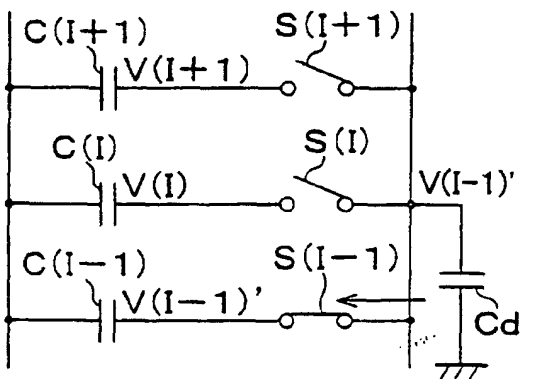 C(I+1) S(I+1)
V(I+1)
C(I) S(I)
V(I) V(I-1)'
C(I-1) S(I-1)
V(I-1)'
Cd